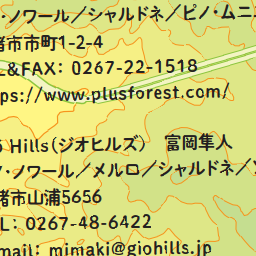 ・ノワール／シャルドネ／ピノ・ムニ
諸市市町1-2-4
L&FAX: 0267-22-1518
tps://www.plusforest.com/
Hills(ジオヒルズ) 富岡隼人
ノ・ノワール／メルロ／シャルドネ／ソ
諸市山浦5656
L: 0267-48-6422
mail: mimaki@giohills.jp